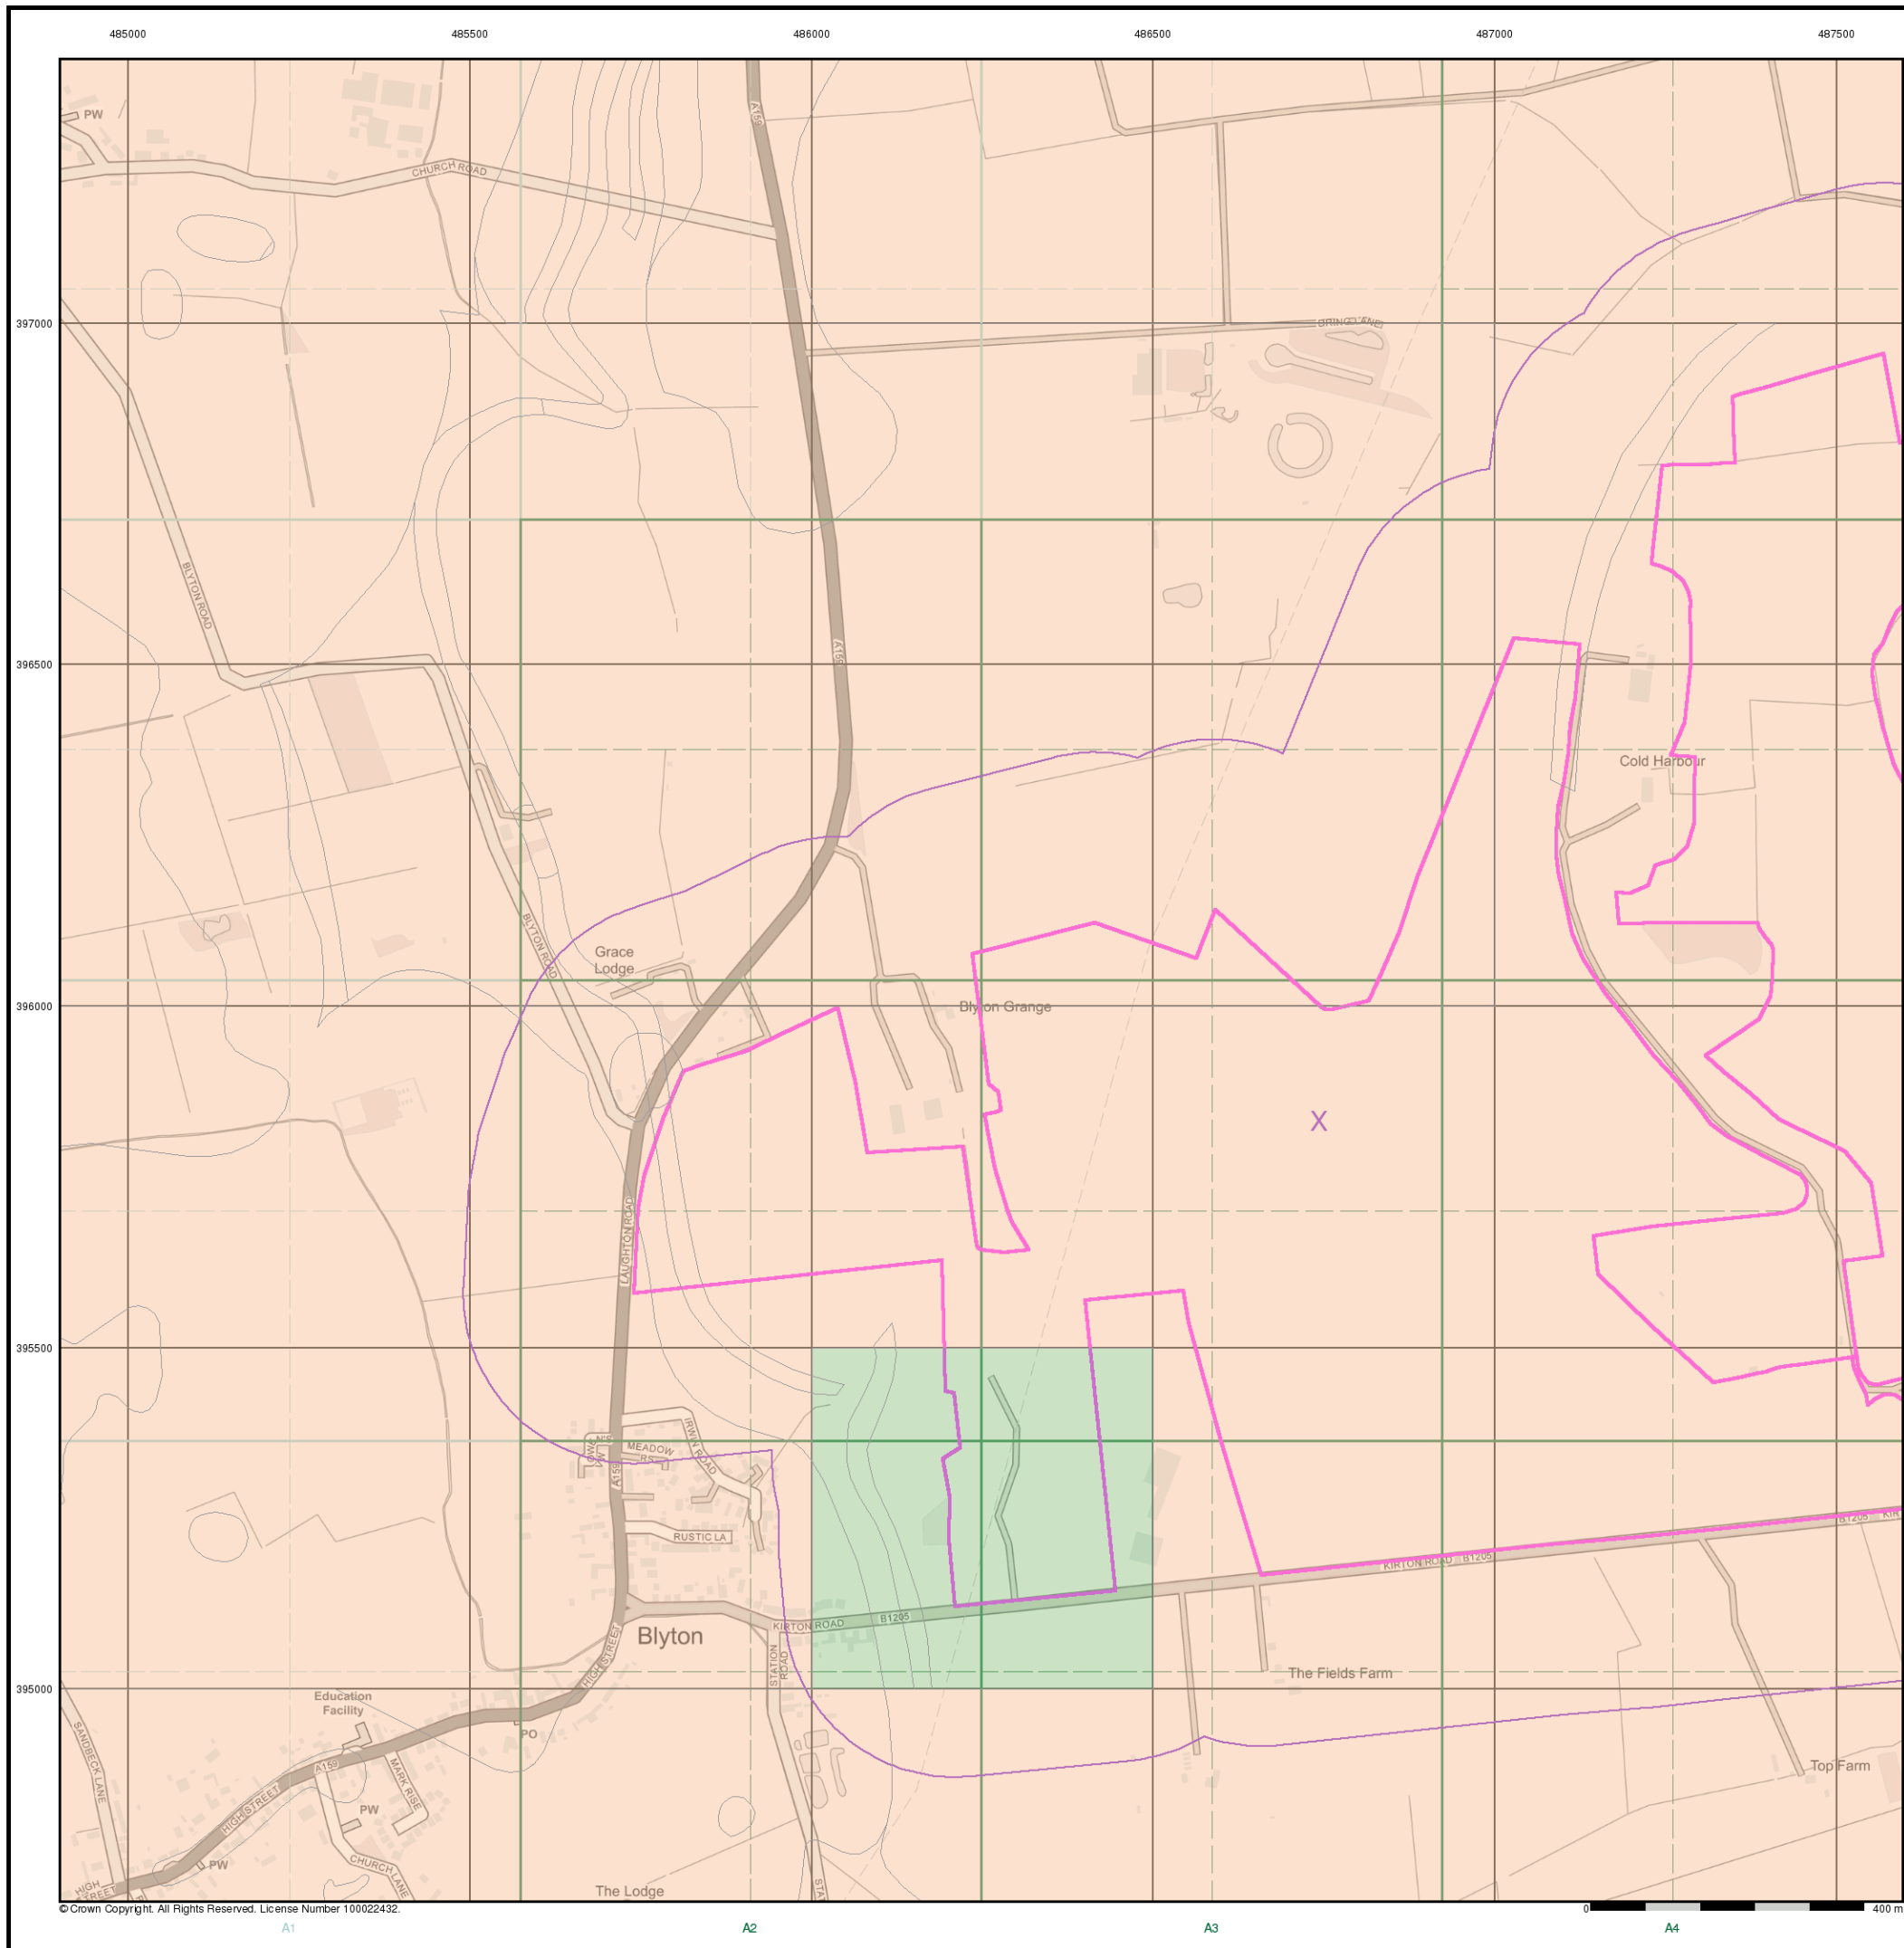 485000 485500 486000 486500 487000 487500
PW
A159
CHURCH ROAD
397000
BLYTON ROAD
A159
396500
Cold Harbour
BLYTON ROAD
Grace
Lodge
396000
Blyton Grange
X
LAUGHTON ROAD
395500
IRWIN ROAD
MEADOW
A159
RUSTIC LA
B1205
KIRTON ROAD B1205
KIRTON ROAD B1205
Blyton
STATION
ROAD
HIGH STREET
395000
The Fields Farm
Education
Facility
PO
SANDBECK LANE
A159
MARK RISE
Top Farm
HIGH STREET
PW
PW
CHURCH LANE
HIGH
STREET
The Lodge
© Crown Copyright. All Rights Reserved. License Number 100022432.
0 400 m
A1 A2 A3 A4